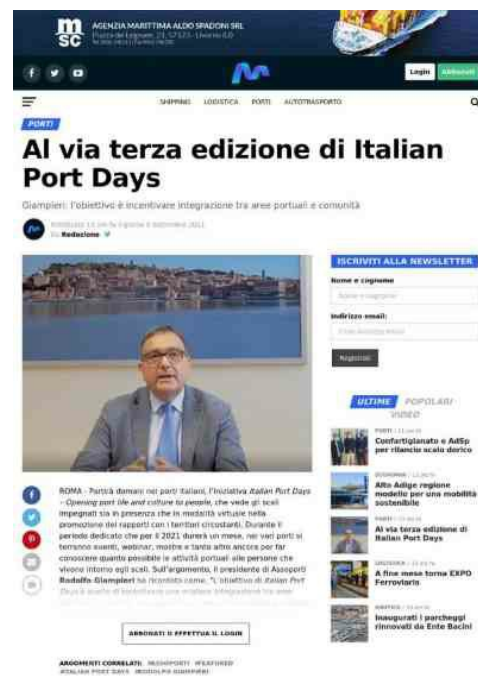 msc
AGENZIA MARITTIMA ALDO SPADONI SRL
Login
Abbonati
SHIPPING LOGISTICA PORTI AUTOTRASPORTO
PORTI
Al via terza edizione di Italian
Port Days
Giampieri: l'obiettivo è incentivare integrazione tra aree portuali e comunità
Redazione
ISCRIVITI ALLA NEWSLETTER
Nome e cognome
Indirizzo email:
Registrati
ULTIME POPOLARI
VIDEO
Confartigianato e AdSp
per rilancio scalo dorico
Alto Adige regione
modello per una mobilità
sostenibile
Al via terza edizione di
Italian Port Days
A fine mese torna EXPO
Ferroviaria
Inaugurati i parcheggi
rinnovati da Ente Bacini
ROMA - Partirà domani nei porti italiani, l'iniziativa Italian Port Days
- Opening port life and culture to people, che vede gli scali
impegnati sia in presenza che in modalità virtuale nella
promozione dei rapporti con i territori circostanti. Durante il
periodo dedicato che per il 2021 durerà un mese, nei vari porti si
terranno eventi, webinar, mostre e tanto altro ancora per far
conoscere quanto possibile le attività portuali alle persone che
vivono intorno agli scali. Sull'argomento, il presidente di Assoporti
Rodolfo Giampieri ha ricordato come, "L'obiettivo di Italian Port
Days è quello di incentivare una migliore integrazione tra aree
ABBONATI O EFFETTUA IL LOGIN
ARGOMENTI CORRELATI: #ASSOPORTI #FEATURED
#ITALIAN PORT DAYS #RODOLFO GIAMPIERI